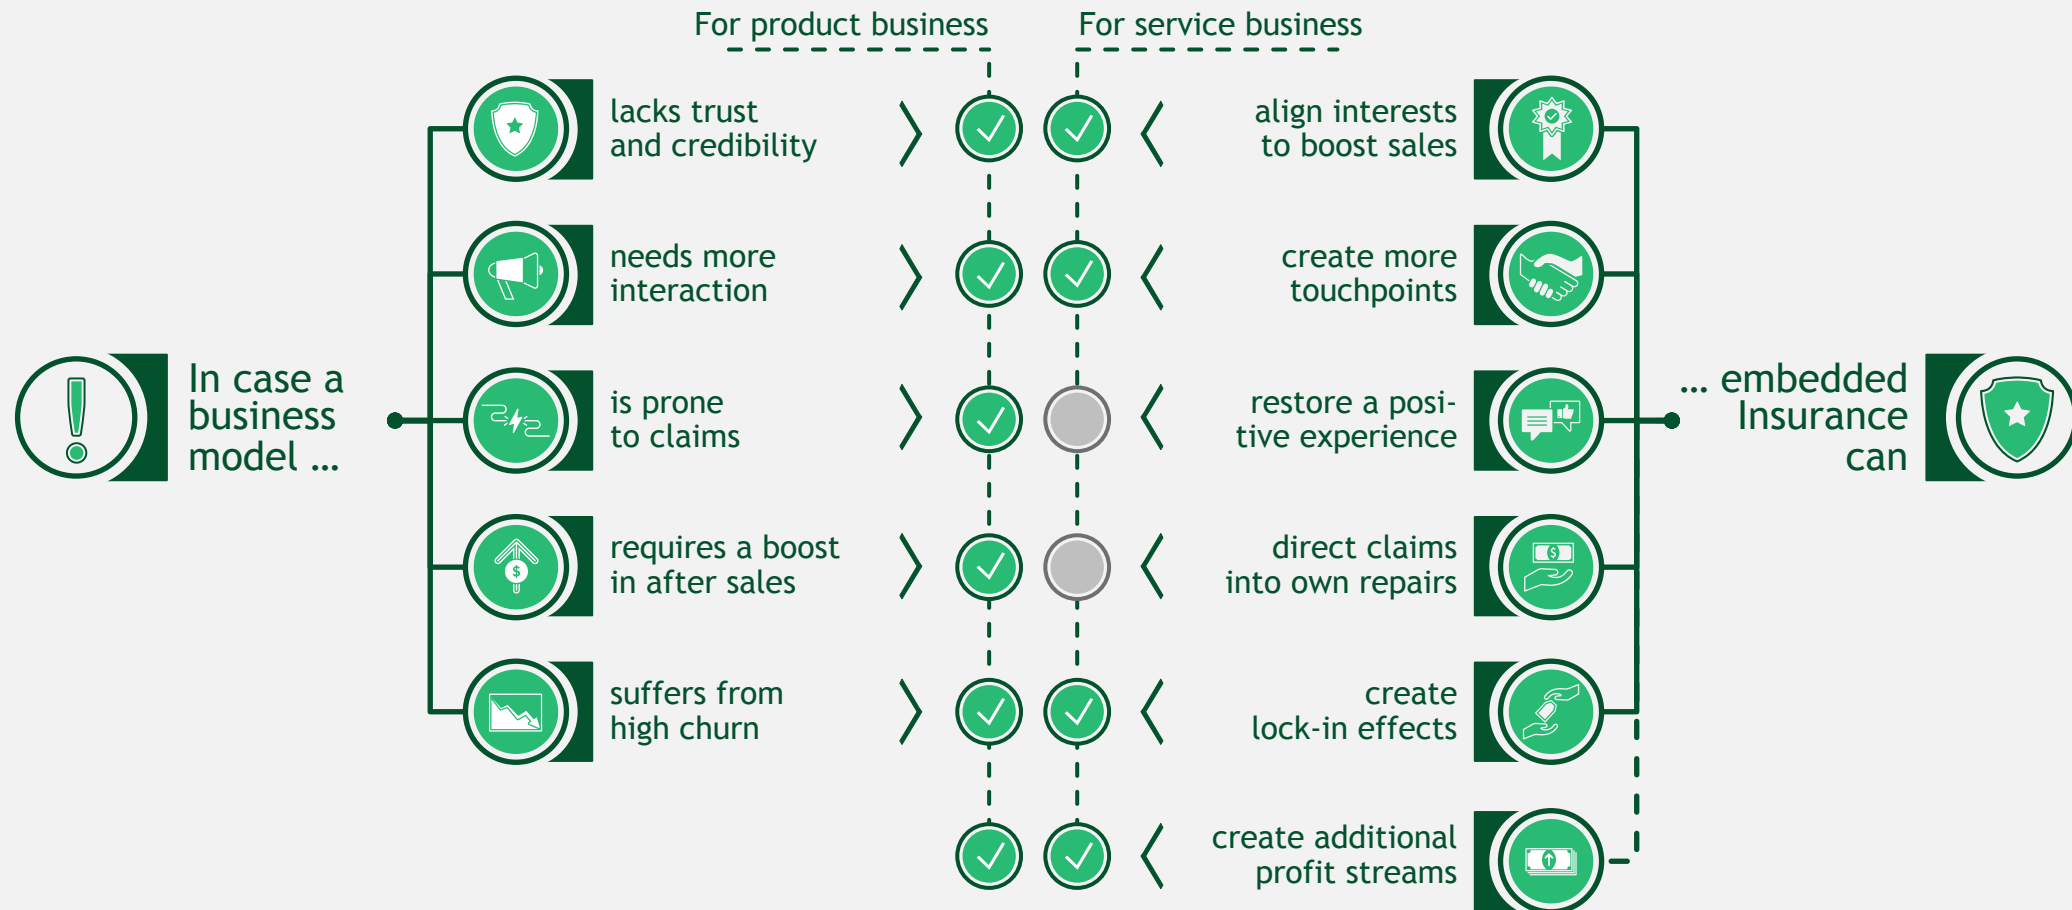 For product business
For service business
In case a
business
model ...
lacks trust
and credibility
align interests
to boost sales
needs more
interaction
create more
touchpoints
is prone
to claims
restore a posi-
tive experience
requires a boost
in after sales
direct claims
into own repairs
suffers from
high churn
create
lock-in effects
create additional
profit streams
... embedded
Insurance
can
$
$